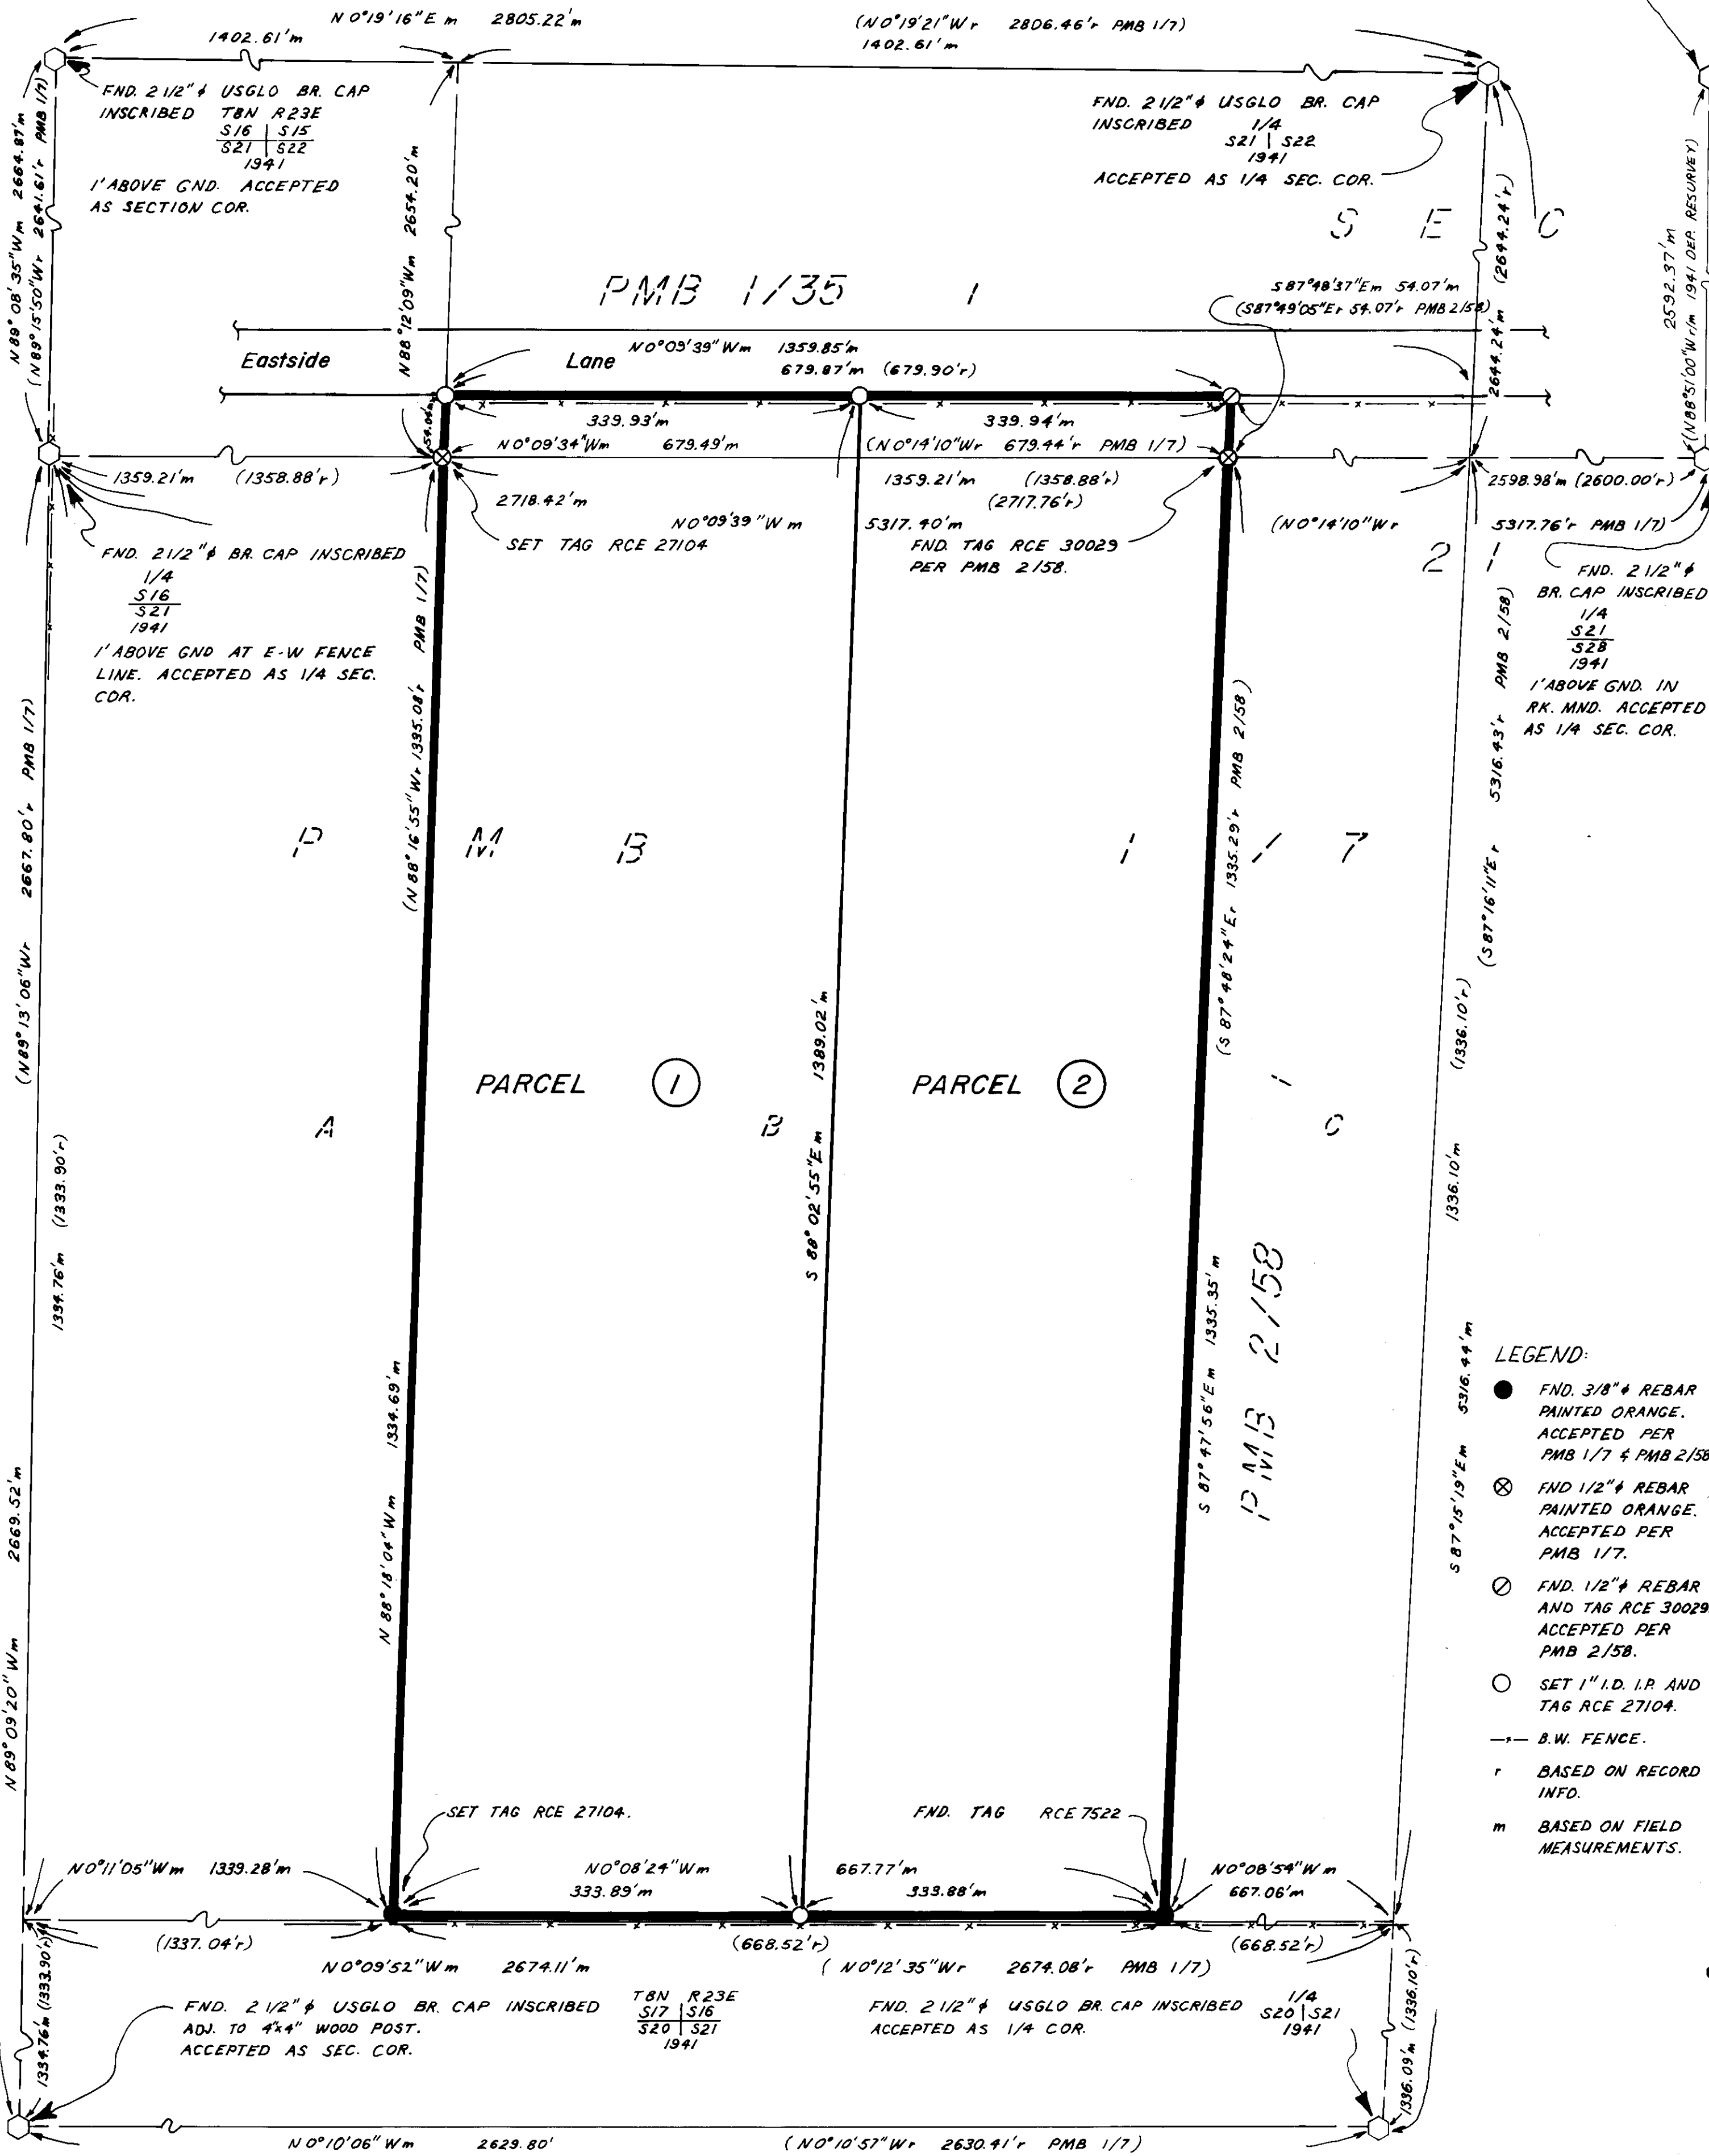 N 0°19'16"E m 2805.22'm
(N 0°19'21"W r 2806.46'r PMB 1/7)
1402.61'm
1402.61'm
N 89°08'35"W m 2664.87'm
(N 89°15'50"W r 2641.61'r PMB 1/7)
FND. 2 1/2"ϕ USGLO BR. CAP
INSCRIBED T8N R23E
S16 | S15
S21 | S22
1941
1' ABOVE GND. ACCEPTED
AS SECTION COR.
N 88°12'09"W m 2654.20'm
FND. 2 1/2"ϕ USGLO BR. CAP
INSCRIBED 1/4
S21 | S22
1941
ACCEPTED AS 1/4 SEC. COR.
2644.24'm (2644.24'r)
2592.37'm
(N 88°51'00"W r/m 1941 DEP. RESURVEY)
S E C
PMB 1/35 1
S 87°48'37"E m 54.07'm
(S 87°49'05"E r 54.07'r PMB 2/58)
Eastside Lane
N 0°09'39"W m 1359.85'm
679.87'm (679.90'r)
54.04'm
339.93'm 339.94'm
N 0°09'34"W m 679.49'm (N 0°14'10"W r 679.44'r PMB 1/7)
1359.21'm (1358.88'r)
1359.21'm (1358.88'r)
2598.98'm (2600.00'r)
2718.42'm (2717.76'r)
N 0°09'39"W m 5317.40'm (N 0°14'10"W r 5317.76'r PMB 1/7)
SET TAG RCE 27104
FND. TAG RCE 30029
PER PMB 2/58.
FND. 2 1/2"ϕ BR. CAP INSCRIBED
1/4
S16
S21
1941
1' ABOVE GND AT E-W FENCE
LINE. ACCEPTED AS 1/4 SEC.
COR.
2 1
FND. 2 1/2"ϕ
BR. CAP INSCRIBED
1/4
S21
S28
1941
1' ABOVE GND. IN
RK. MND. ACCEPTED
AS 1/4 SEC. COR.
(N 89°13'06"W r 2667.80'r PMB 1/7)
(N 88°16'55"W r 1335.08'r PMB 1/7)
(S 87°48'24"E r 1335.29'r PMB 2/58)
(S 87°16'11"E r 5316.43'r PMB 2/58)
P M B 1 / 7
S 88°02'55"E m 1389.02'm
PARCEL 1
PARCEL 2
A B 1 C
1334.76'm (1333.90'r)
1336.10'm (1336.10'r)
N 88°18'04"W m 1334.69'm
S 87°47'56"E m 1335.35'm
PMB 2/58
S 87°15'19"E m 5316.44'm
N 89°09'20"W m 2669.52'm
LEGEND:
FND. 3/8"ϕ REBAR
PAINTED ORANGE.
ACCEPTED PER
PMB 1/7 & PMB 2/58
FND 1/2"ϕ REBAR
PAINTED ORANGE.
ACCEPTED PER
PMB 1/7.
FND. 1/2"ϕ REBAR
AND TAG RCE 30029
ACCEPTED PER
PMB 2/58.
SET 1" I.D. I.P. AND
TAG RCE 27104.
B.W. FENCE.
r BASED ON RECORD
INFO.
m BASED ON FIELD
MEASUREMENTS.
SET TAG RCE 27104.
FND. TAG RCE 7522
N 0°11'05"W m 1339.28'm
N 0°08'24"W m 667.77'm
N 0°08'54"W m
667.06'm
333.89'm 333.88'm
(1337.04'r) (668.52'r) (668.52'r)
N 0°09'52"W m 2674.11'm (N 0°12'35"W r 2674.08'r PMB 1/7)
1334.76'm (1333.90'r)
1336.09'm (1336.10'r)
FND. 2 1/2"ϕ USGLO BR. CAP INSCRIBED
ADJ. TO 4"x4" WOOD POST.
ACCEPTED AS SEC. COR.
T8N R23E
S17 | S16
S20 | S21
1941
FND. 2 1/2"ϕ USGLO BR. CAP INSCRIBED
ACCEPTED AS 1/4 COR.
1/4
S20 | S21
1941
N 0°10'06"W m 2629.80' (N 0°10'57"W r 2630.41'r PMB 1/7)